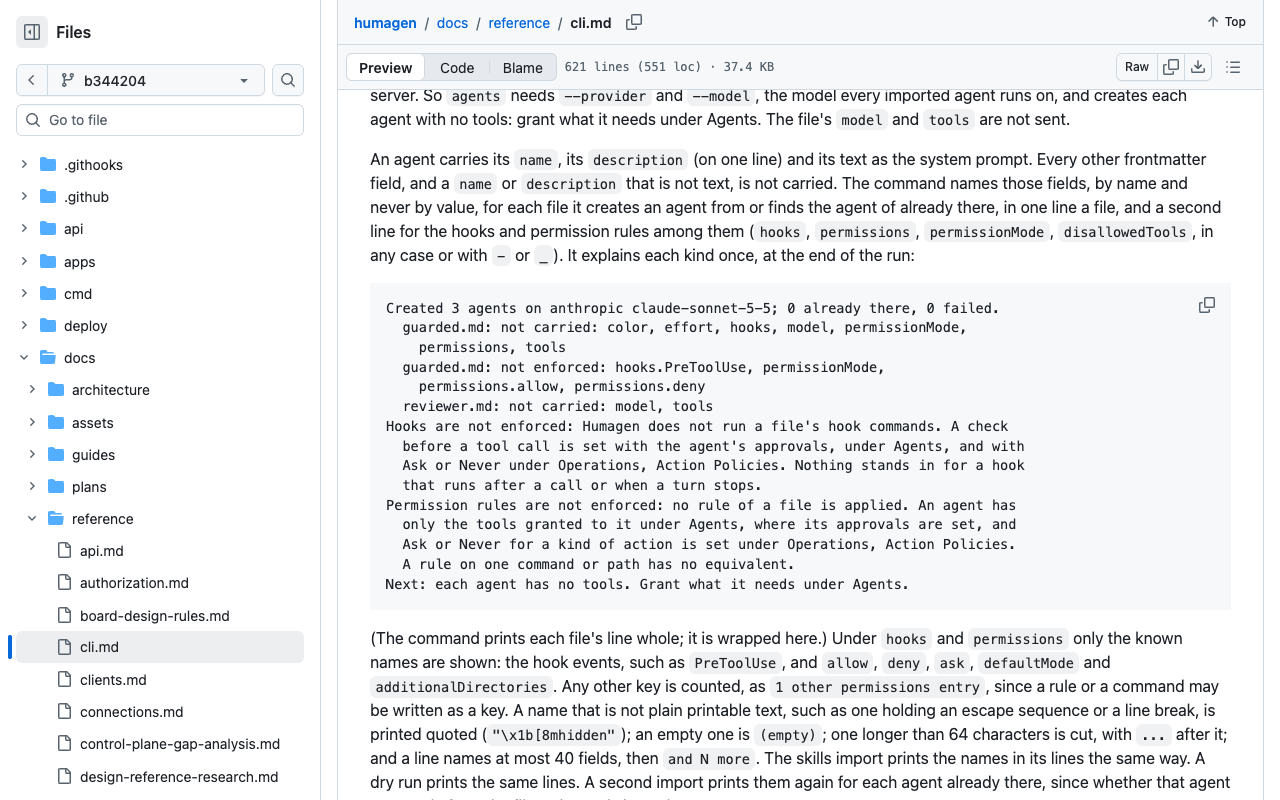 Files
b344204
Go to file
.githooks
.github
api
apps
cmd
deploy
docs
architecture
assets
guides
plans
reference
api.md
authorization.md
board-design-rules.md
cli.md
clients.md
connections.md
control-plane-gap-analysis.md
design-reference-research.md
humagen / docs / reference / cli.md
Top
Preview Code Blame 621 lines (551 loc) · 37.4 KB
Raw
server. So agents needs --provider and --model, the model every imported agent runs on, and creates each
agent with no tools: grant what it needs under Agents. The file's model and tools are not sent.
An agent carries its name, its description (on one line) and its text as the system prompt. Every other frontmatter
field, and a name or description that is not text, is not carried. The command names those fields, by name and
never by value, for each file it creates an agent from or finds the agent of already there, in one line a file, and a second
line for the hooks and permission rules among them (hooks, permissions, permissionMode, disallowedTools, in
any case or with - or _). It explains each kind once, at the end of the run:
Created 3 agents on anthropic claude-sonnet-5-5; 0 already there, 0 failed.
guarded.md: not carried: color, effort, hooks, model, permissionMode,
permissions, tools
guarded.md: not enforced: hooks.PreToolUse, permissionMode,
permissions.allow, permissions.deny
reviewer.md: not carried: model, tools
Hooks are not enforced: Humagen does not run a file's hook commands. A check
before a tool call is set with the agent's approvals, under Agents, and with
Ask or Never under Operations, Action Policies. Nothing stands in for a hook
that runs after a call or when a turn stops.
Permission rules are not enforced: no rule of a file is applied. An agent has
only the tools granted to it under Agents, where its approvals are set, and
Ask or Never for a kind of action is set under Operations, Action Policies.
A rule on one command or path has no equivalent.
Next: each agent has no tools. Grant what it needs under Agents.
(The command prints each file's line whole; it is wrapped here.) Under hooks and permissions only the known
names are shown: the hook events, such as PreToolUse, and allow, deny, ask, defaultMode and
additionalDirectories. Any other key is counted, as 1 other permissions entry, since a rule or a command may
be written as a key. A name that is not plain printable text, such as one holding an escape sequence or a line break, is
printed quoted ("\x1b[8mhidden"); an empty one is (empty); one longer than 64 characters is cut, with ... after it;
and a line names at most 40 fields, then and N more. The skills import prints the names in its lines the same way. A
dry run prints the same lines. A second import prints them again for each agent already there, since whether that agent